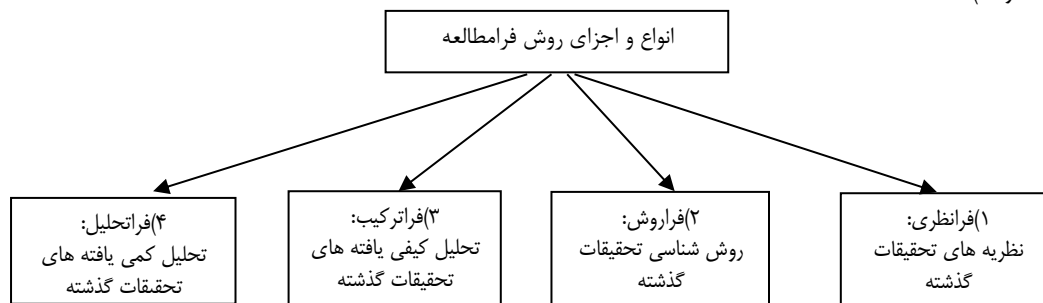 انواع و اجزای روش فرامطالعه
۱)فرانظری:
نظریه های تحقیقات
گذشته
۲)فراروش:
روش شناسی تحقیقات
گذشته
۳)فراترکیب:
تحلیل کیفی یافته های
تحقیقات گذشته
۴)فراتحلیل:
تحلیل کمی یافته های
تحقیقات گذشته